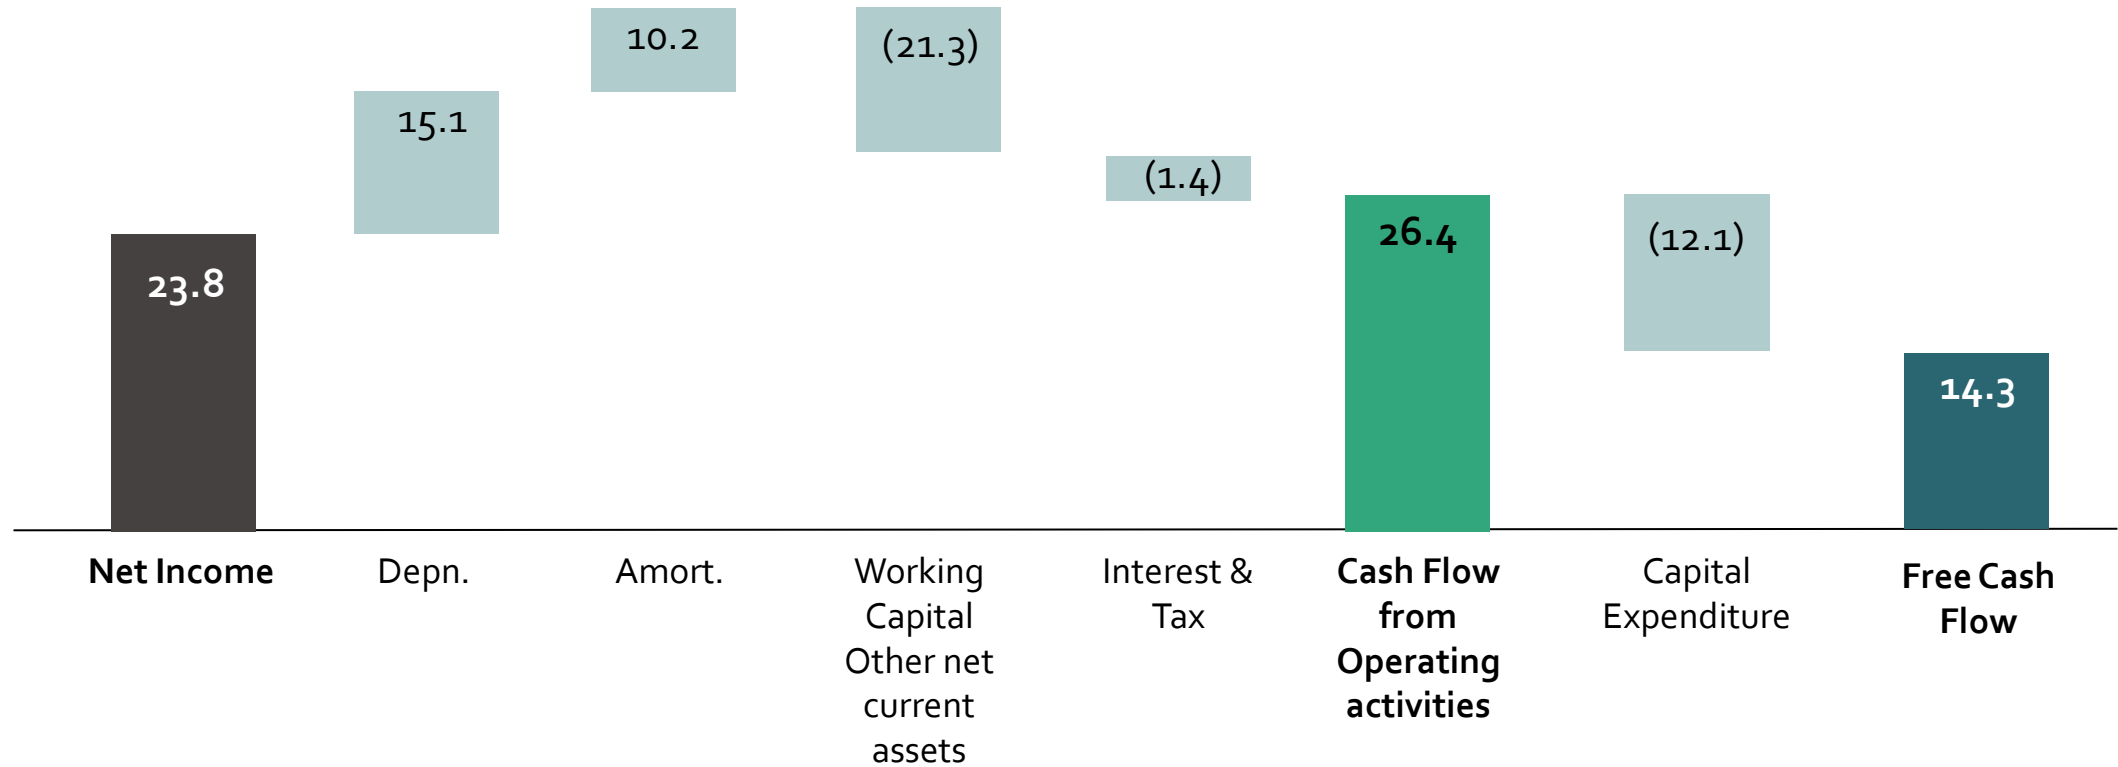 10.2
(21.3)
15.1
(1.4)
26.4
(12.1)
23.8
14.3
Net Income
Depn.
Amort.
Working
Capital
Other net
current
assets
Interest &
Tax
Cash Flow
from
Operating
activities
Capital
Expenditure
Free Cash
Flow